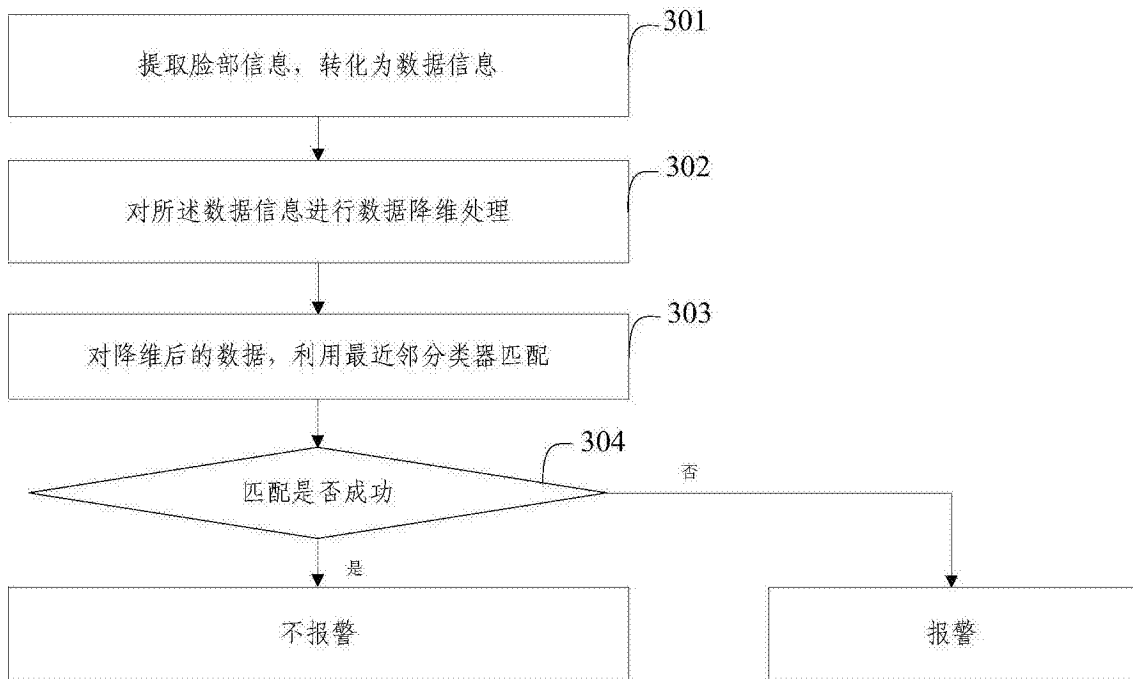 301
提取脸部信息，转化为数据信息
302
对所述数据信息进行数据降维处理
303
对降维后的数据，利用最近邻分类器匹配
304
匹配是否成功
否
是
不报警
报警